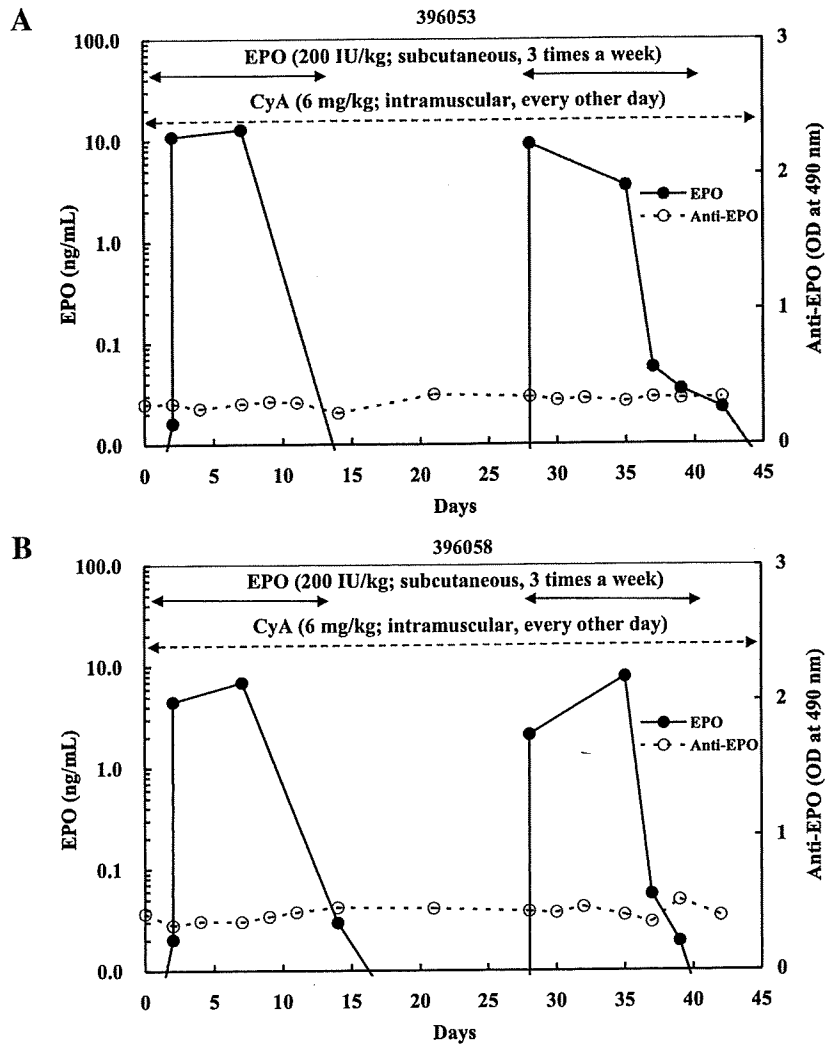 A
396053
100.0
10.0
1.0
0.1
0.0
EPO (ng/mL)
EPO (200 IU/kg; subcutaneous, 3 times a week)
CyA (6 mg/kg; intramuscular, every other day)
EPO
Anti-EPO
3
2
1
0
Anti-EPO (OD at 490 nm)
0 5 10 15 20 25 30 35 40 45
Days
B
396058
100.0
10.0
1.0
0.1
0.0
EPO (ng/mL)
EPO (200 IU/kg; subcutaneous, 3 times a week)
CyA (6 mg/kg; intramuscular, every other day)
EPO
Anti-EPO
3
2
1
0
Anti-EPO (OD at 490 nm)
0 5 10 15 20 25 30 35 40 45
Days